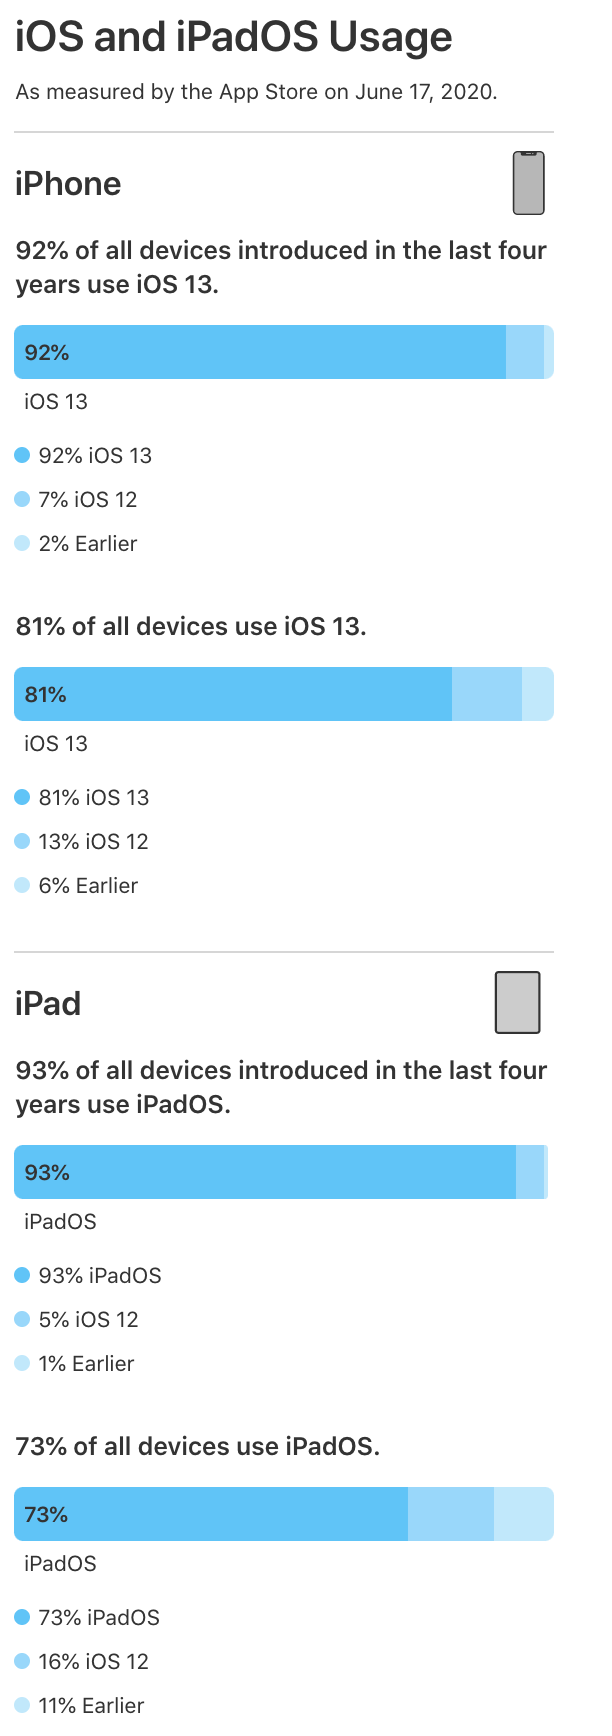 iOS and iPadOS Usage
As measured by the App Store on June 17, 2020.
iPhone
92% of all devices introduced in the last four
years use iOS 13.
92%
iOS 13
92% iOS 13
7% iOS 12
2% Earlier
81% of all devices use iOS 13.
81%
iOS 13
81% iOS 13
13% iOS 12
6% Earlier
iPad
93% of all devices introduced in the last four
years use iPadOS.
93%
iPadOS
93% iPadOS
5% iOS 12
1% Earlier
73% of all devices use iPadOS.
73%
iPadOS
73% iPadOS
16% iOS 12
11% Earlier